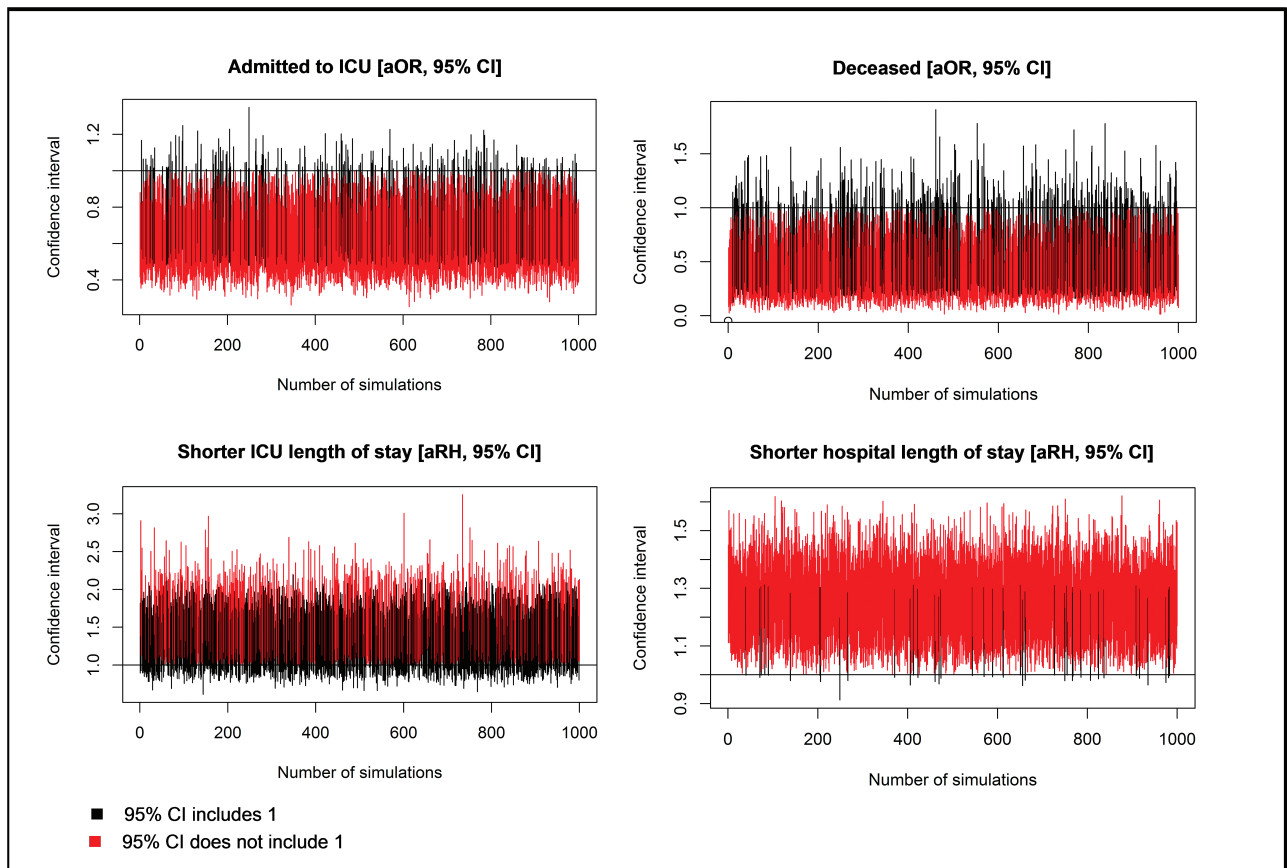 Admitted to ICU [aOR, 95% CI]
Confidence interval
1.2
0.8
0.4
0 200 400 600 800 1000
Number of simulations
Deceased [aOR, 95% CI]
Confidence interval
1.5
1.0
0.5
0.0
0 200 400 600 800 1000
Number of simulations
Shorter ICU length of stay [aRH, 95% CI]
Confidence interval
3.0
2.5
2.0
1.5
1.0
0 200 400 600 800 1000
Number of simulations
Shorter hospital length of stay [aRH, 95% CI]
Confidence interval
1.5
1.3
1.1
0.9
0 200 400 600 800 1000
Number of simulations
95% CI includes 1
95% CI does not include 1